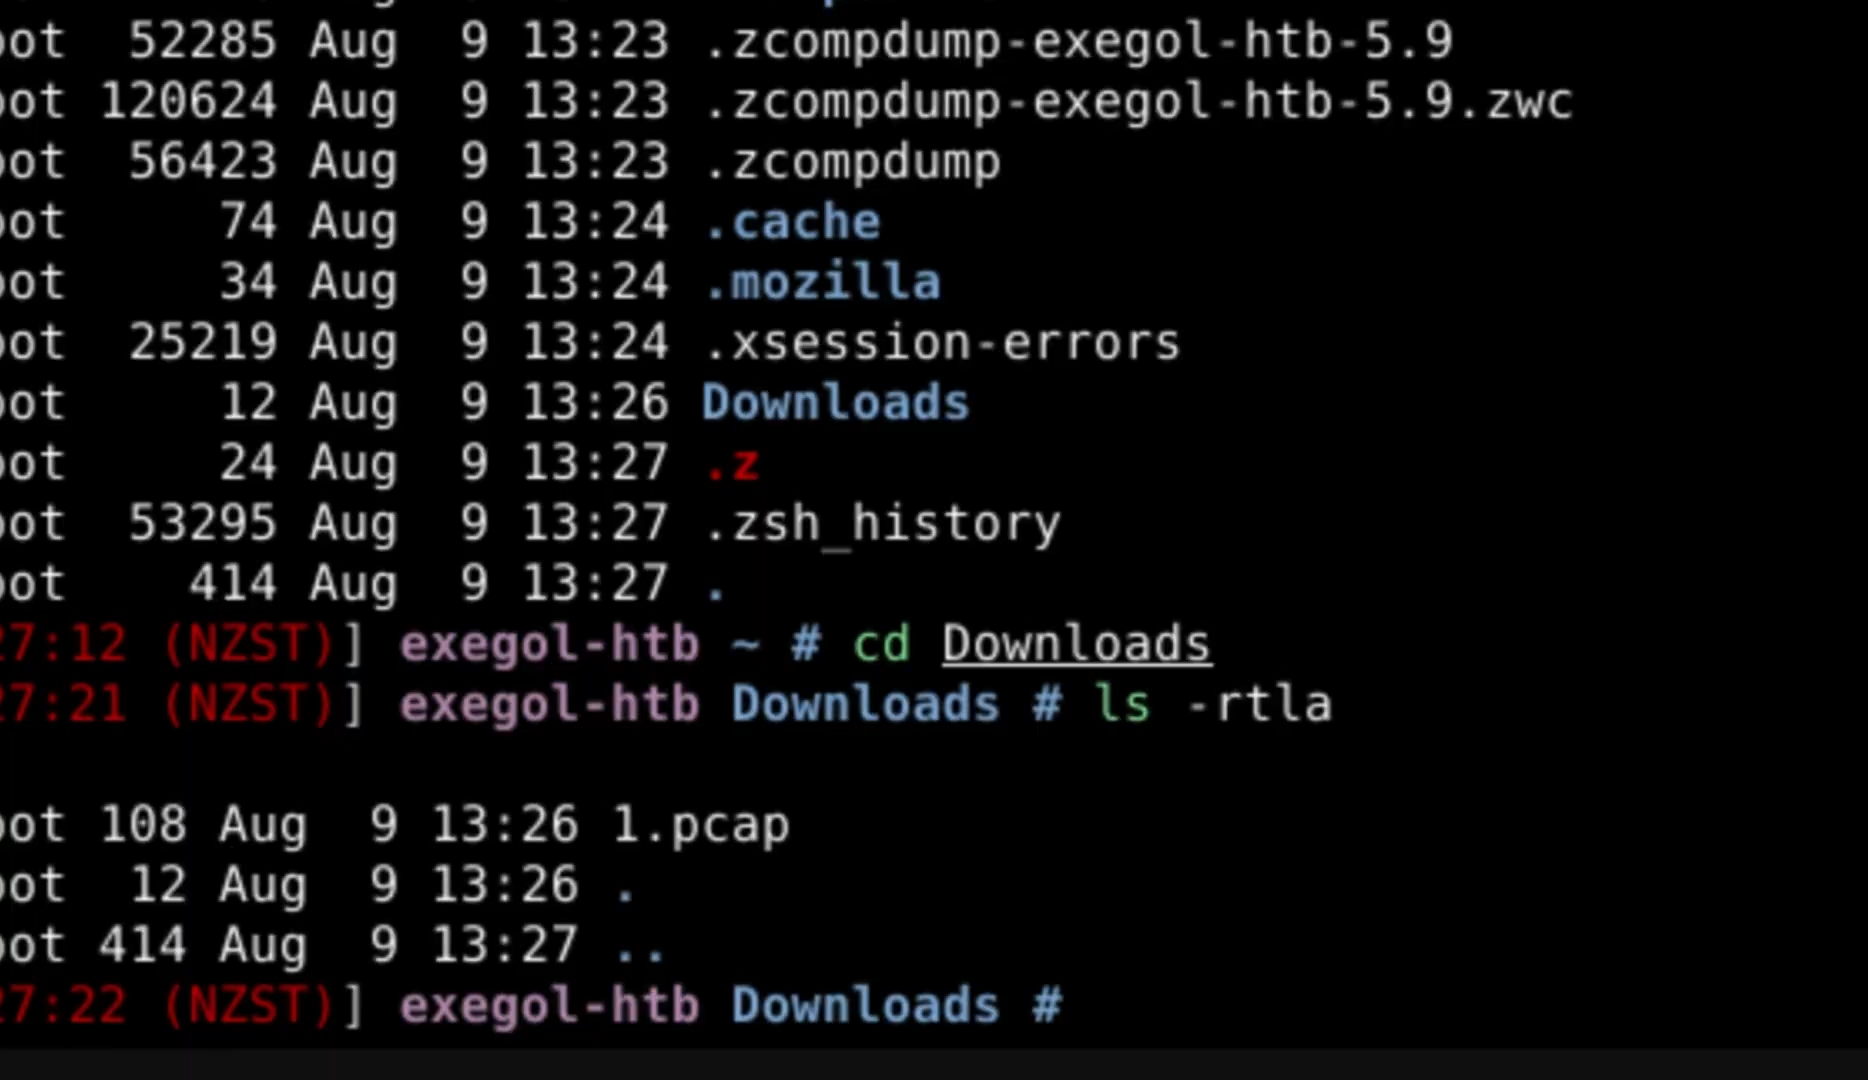 oot 52285 Aug 9 13:23 .zcompdump-exegol-htb-5.9
oot 120624 Aug 9 13:23 .zcompdump-exegol-htb-5.9.zwc
oot 56423 Aug 9 13:23 .zcompdump
oot 74 Aug 9 13:24 .cache
oot 34 Aug 9 13:24 .mozilla
oot 25219 Aug 9 13:24 .xsession-errors
oot 12 Aug 9 13:26 Downloads
oot 24 Aug 9 13:27 .z
oot 53295 Aug 9 13:27 .zsh_history
oot 414 Aug 9 13:27 .
27:12 (NZST)] exegol-htb ~ # cd Downloads
27:21 (NZST)] exegol-htb Downloads # ls -rtla
oot 108 Aug 9 13:26 1.pcap
oot 12 Aug 9 13:26 .
oot 414 Aug 9 13:27 ..
27:22 (NZST)] exegol-htb Downloads #